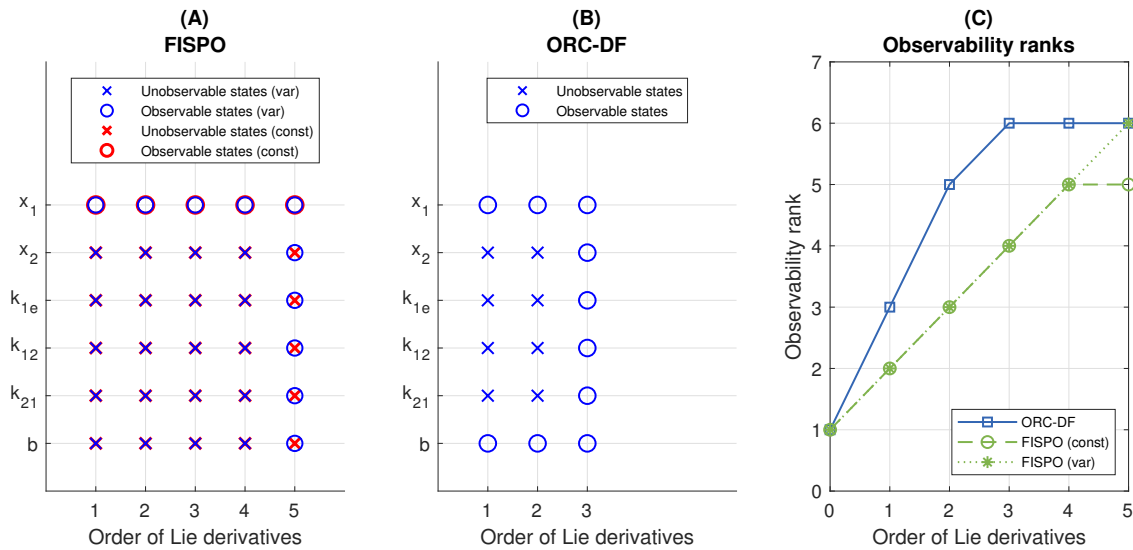 (A)
FISPO
Unobservable states (var)
Observable states (var)
Unobservable states (const)
Observable states (const)
x1
x2
k1e
k12
k21
b
1 2 3 4 5
Order of Lie derivatives
(B)
ORC-DF
Unobservable states
Observable states
x1
x2
k1e
k12
k21
b
1 2 3
Order of Lie derivatives
(C)
Observability ranks
Observability rank
7
6
5
4
3
2
1
0
ORC-DF
FISPO (const)
FISPO (var)
0 1 2 3 4 5
Order of Lie derivatives